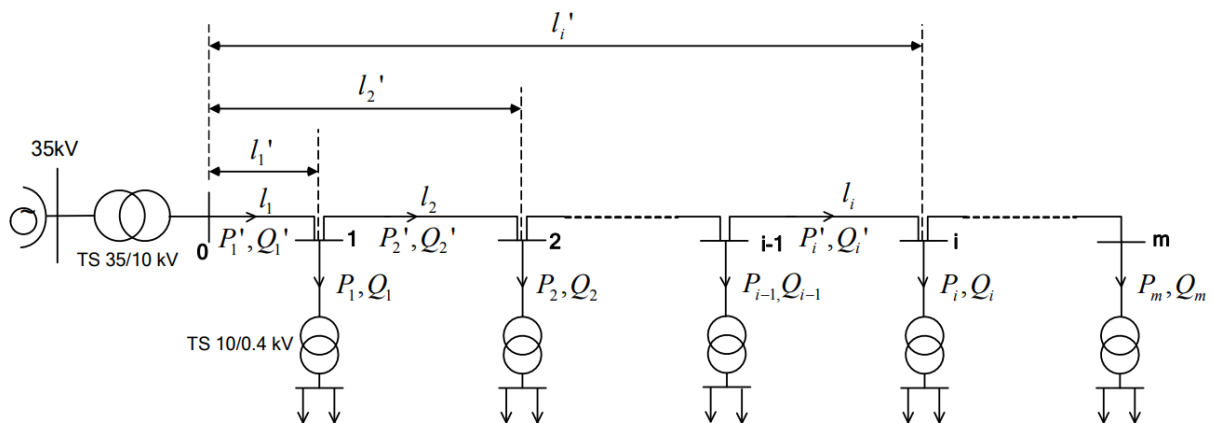 l_i'
l_2'
35kV
l_1'
l_1 l_2 l_i
~
TS 35/10 kV 0 P_1',Q_1' 1 P_2',Q_2' 2 i-1 P_i',Q_i' i m
P_1,Q_1 P_2,Q_2 P_{i-1,}Q_{i-1} P_i,Q_i P_m,Q_m
TS 10/0.4 kV